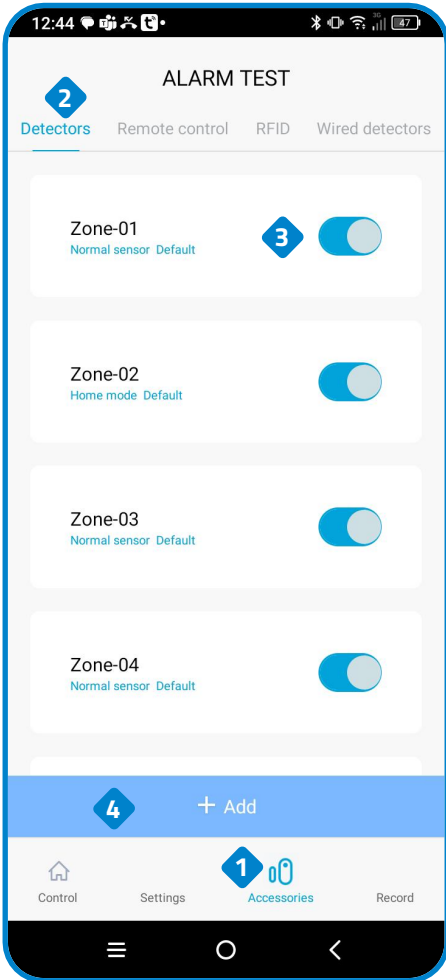 12:44
3G
47
ALARM TEST
2
Detectors Remote control RFID Wired detectors
Zone-01
Normal sensor Default
3
Zone-02
Home mode Default
Zone-03
Normal sensor Default
Zone-04
Normal sensor Default
4
+ Add
1
Control Settings Accessories Record